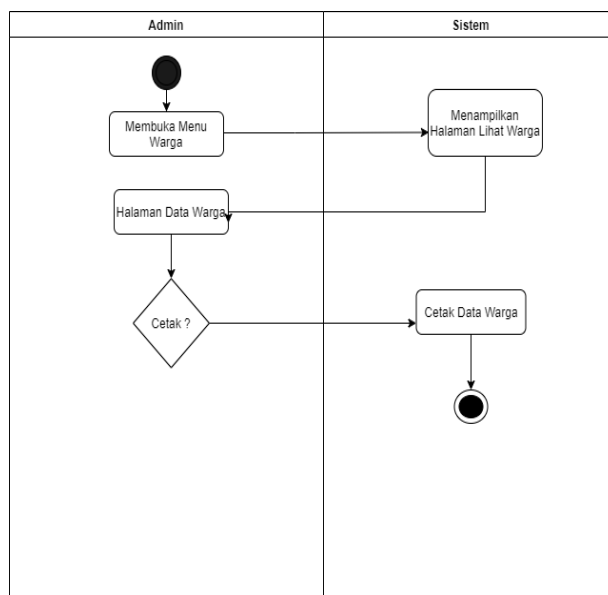 Admin
Sistem
Membuka Menu
Warga
Menampilkan
Halaman Lihat Warga
Halaman Data Warga
Cetak ?
Cetak Data Warga